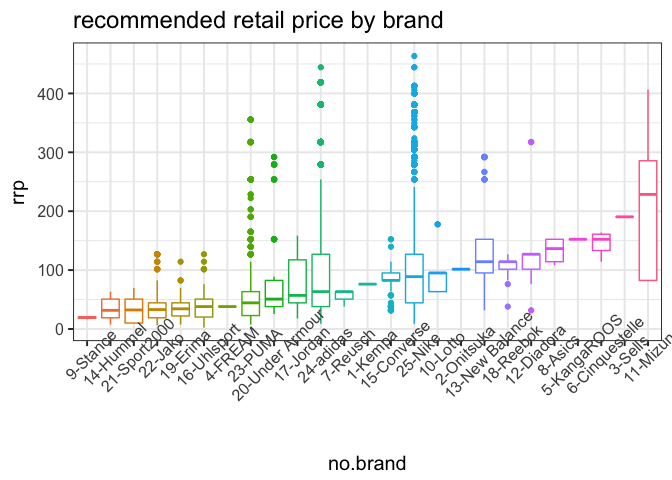 recommended retail price by brand
rrp
400
300
200
100
0
9-Stance
14-Hummel
21-Sport2000
22-Jako
19-Erima
16-Uhlsport
4-FREAM
23-PUMA
20-Under Armour
17-Jordan
24-adidas
7-Reusch
1-Kempa
15-Converse
25-Nike
10-Lotto
2-Onitsuka
13-New Balance
18-Reebok
12-Diadora
8-Asics
5-KangaROOS
6-Cinquestelle
3-Sells
11-Mizun
no.brand